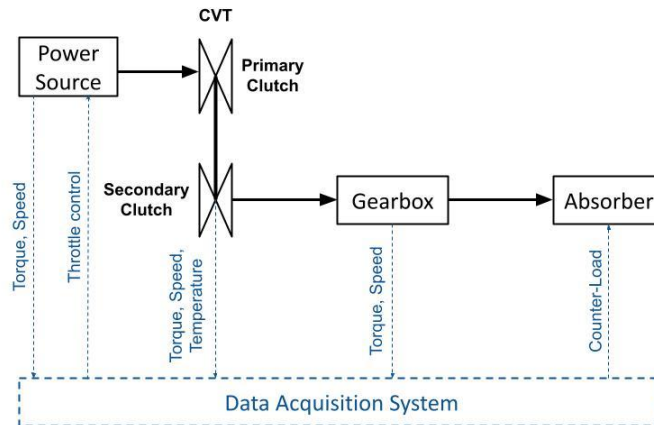 CVT
Power
Source
Primary
Clutch
Secondary
Clutch
Gearbox
Absorber
Torque, Speed
Throttle control
Torque, Speed,
Temperature
Torque, Speed
Counter-Load
Data Acquisition System